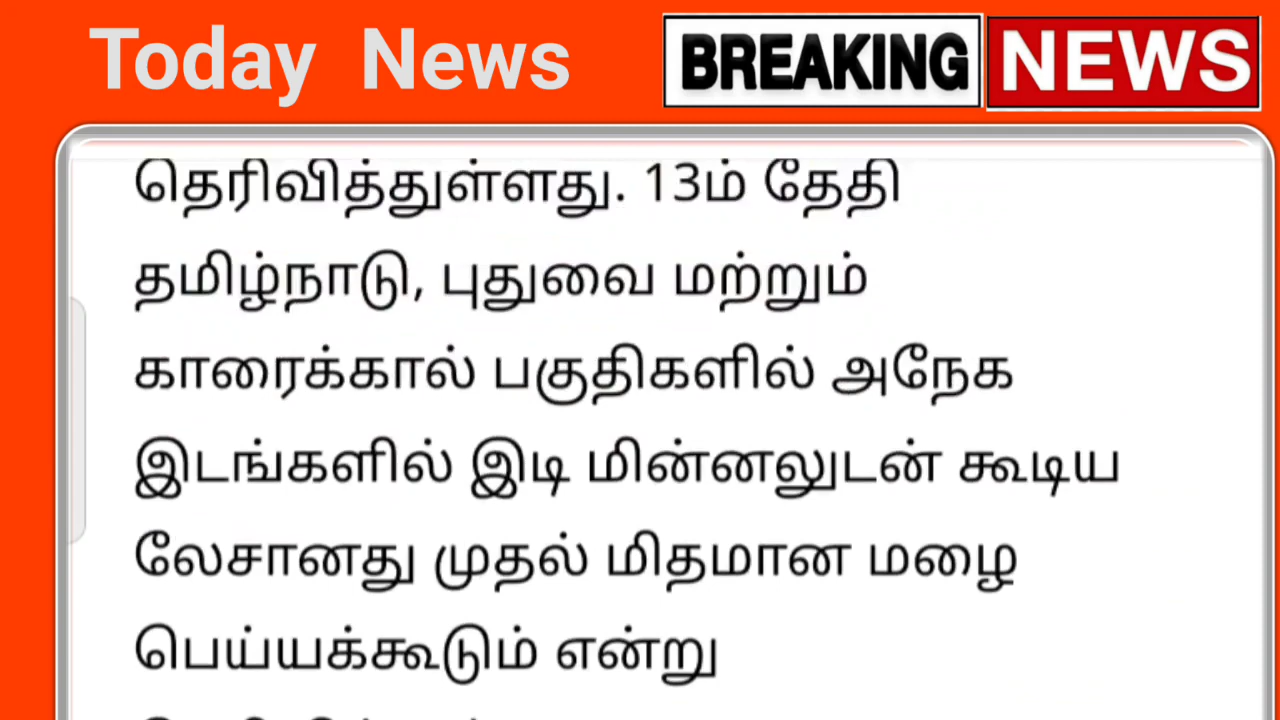 Today News
BREAKING NEWS
தெரிவித்துள்ளது. 13ம் தேதி
தமிழ்நாடு, புதுவை மற்றும்
காரைக்கால் பகுதிகளில் அநேக
இடங்களில் இடி மின்னலுடன் கூடிய
லேசானது முதல் மிதமான மழை
பெய்யக்கூடும் என்று